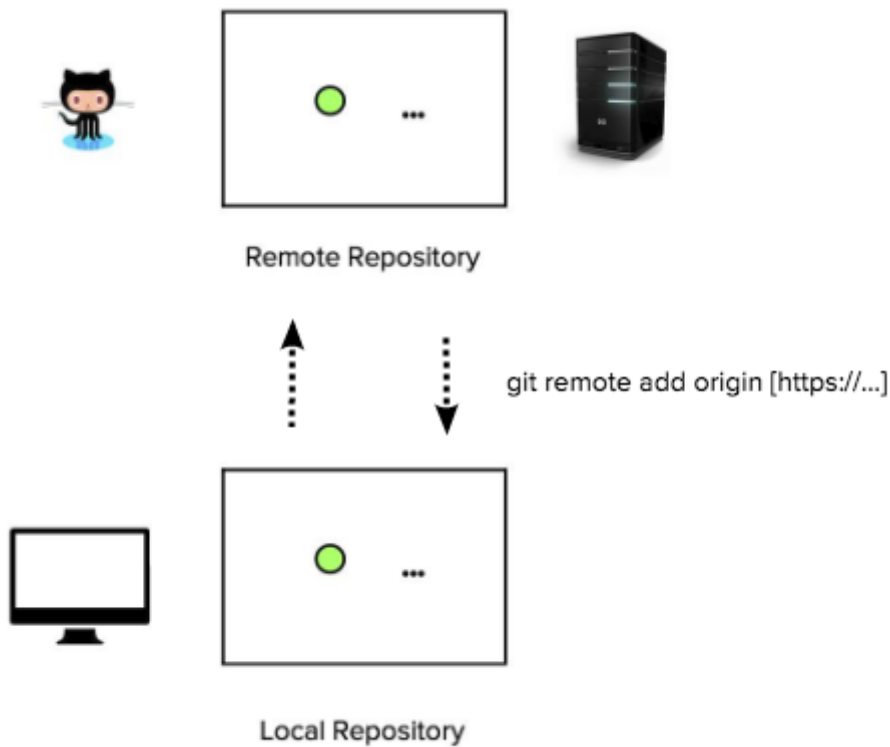 ...
Remote Repository
git remote add origin [https://...]
...
Local Repository